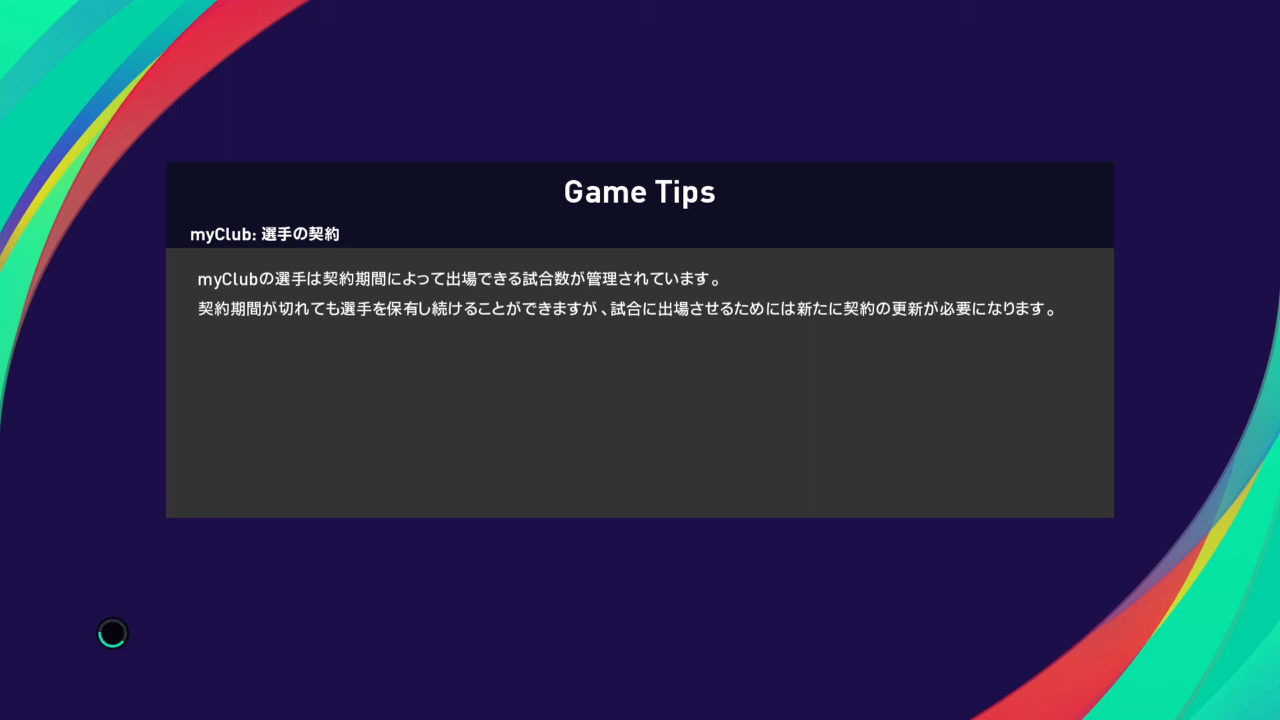 Game Tips
myClub: 選手の契約
myClubの選手は契約期間によって出場できる試合数が管理されています。
契約期間が切れても選手を保有し続けることができますが、試合に出場させるためには新たに契約の更新が必要になります。